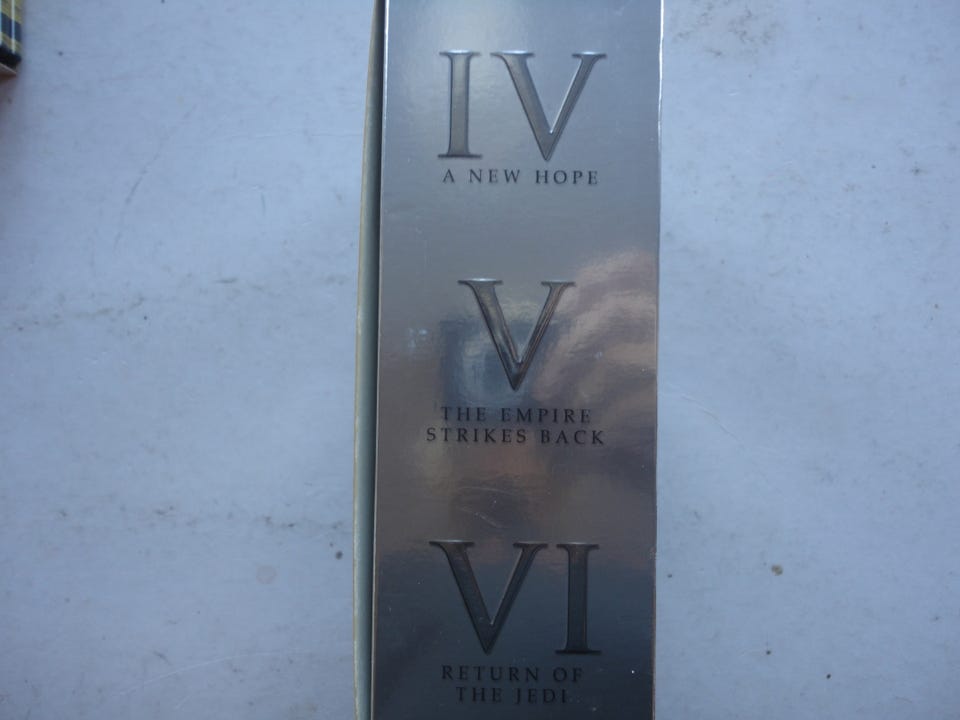 IV
A NEW HOPE
V
THE EMPIRE
STRIKES BACK
VI
RETURN OF
THE JEDI